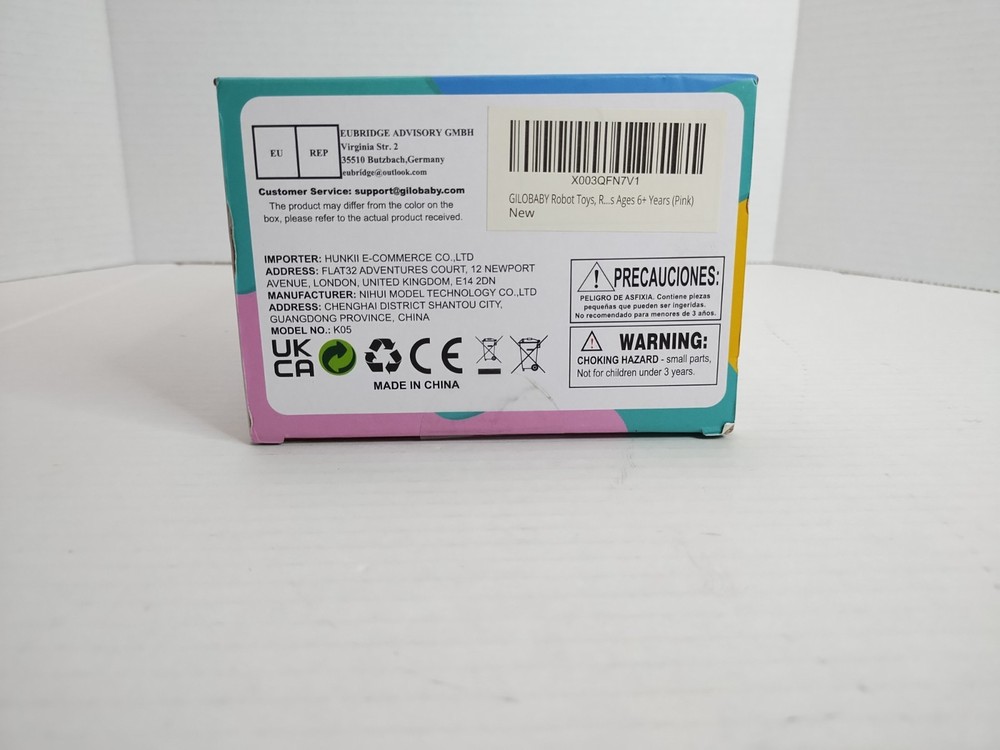 EU REP
EUBRIDGE ADVISORY GMBH
Virginia Str. 2
35510 Butzbach,Germany
eubridge@outlook.com
Customer Service: support@gilobaby.com
The product may differ from the color on the
box, please refer to the actual product received.
X003QFN7V1
GILOBABY Robot Toys, R...s Ages 6+ Years (Pink)
New
IMPORTER: HUNKII E-COMMERCE CO.,LTD
ADDRESS: FLAT32 ADVENTURES COURT, 12 NEWPORT
AVENUE, LONDON, UNITED KINGDOM, E14 2DN
MANUFACTURER: NIHUI MODEL TECHNOLOGY CO.,LTD
ADDRESS: CHENGHAI DISTRICT SHANTOU CITY,
GUANGDONG PROVINCE, CHINA
MODEL NO.: K05
UK
CA
CE
MADE IN CHINA
PRECAUCIONES:
PELIGRO DE ASFIXIA. Contiene piezas
pequeñas que pueden ser ingeridas.
No recomendado para menores de 3 años.
WARNING:
CHOKING HAZARD - small parts,
Not for children under 3 years.